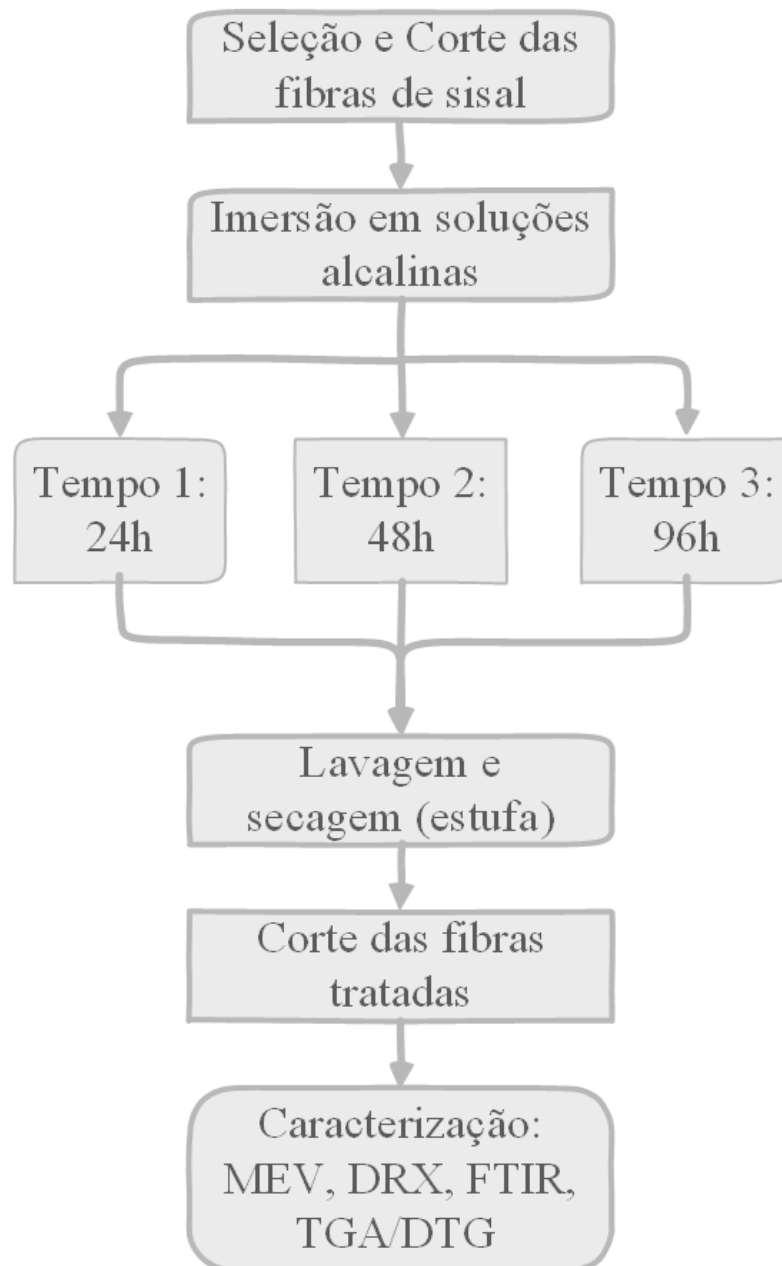 Seleção e Corte das
fibras de sisal
Imersão em soluções
alcalinas
Tempo 1:
24h
Tempo 2:
48h
Tempo 3:
96h
Lavagem e
secagem (estufa)
Corte das fibras
tratadas
Caracterização:
MEV, DRX, FTIR,
TGA/DTG